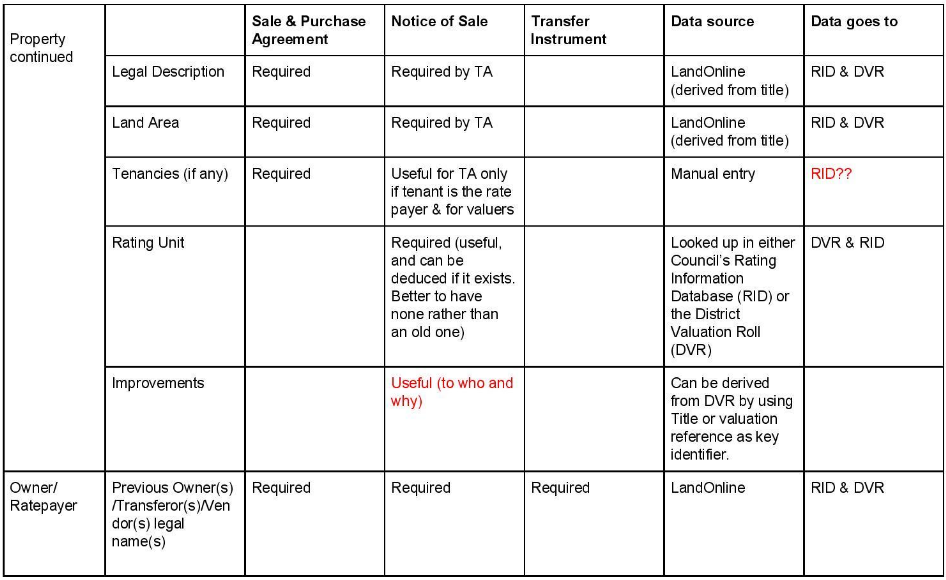 Property
continued
Sale & Purchase
Agreement
Notice of Sale
Transfer
Instrument
Data source
Data goes to
Legal Description
Required
Required by TA
LandOnline
(derived from title)
RID & DVR
Land Area
Required
Required by TA
LandOnline
(derived from title)
RID & DVR
Tenancies (if any)
Required
Useful for TA only
if tenant is the rate
payer & for valuers
Manual entry
RID??
Rating Unit
Required (useful,
and can be
deduced if it exists.
Better to have
none rather than
an old one)
Looked up in either
Council's Rating
Information
Database (RID) or
the District
Valuation Roll
(DVR)
DVR & RID
Improvements
Useful (to who and
why)
Can be derived
from DVR by using
Title or valuation
reference as key
identifier.
Owner/
Ratepayer
Previous Owner(s)
/Transferor(s)/Ven
dor(s) legal
name(s)
Required
Required
Required
LandOnline
RID & DVR